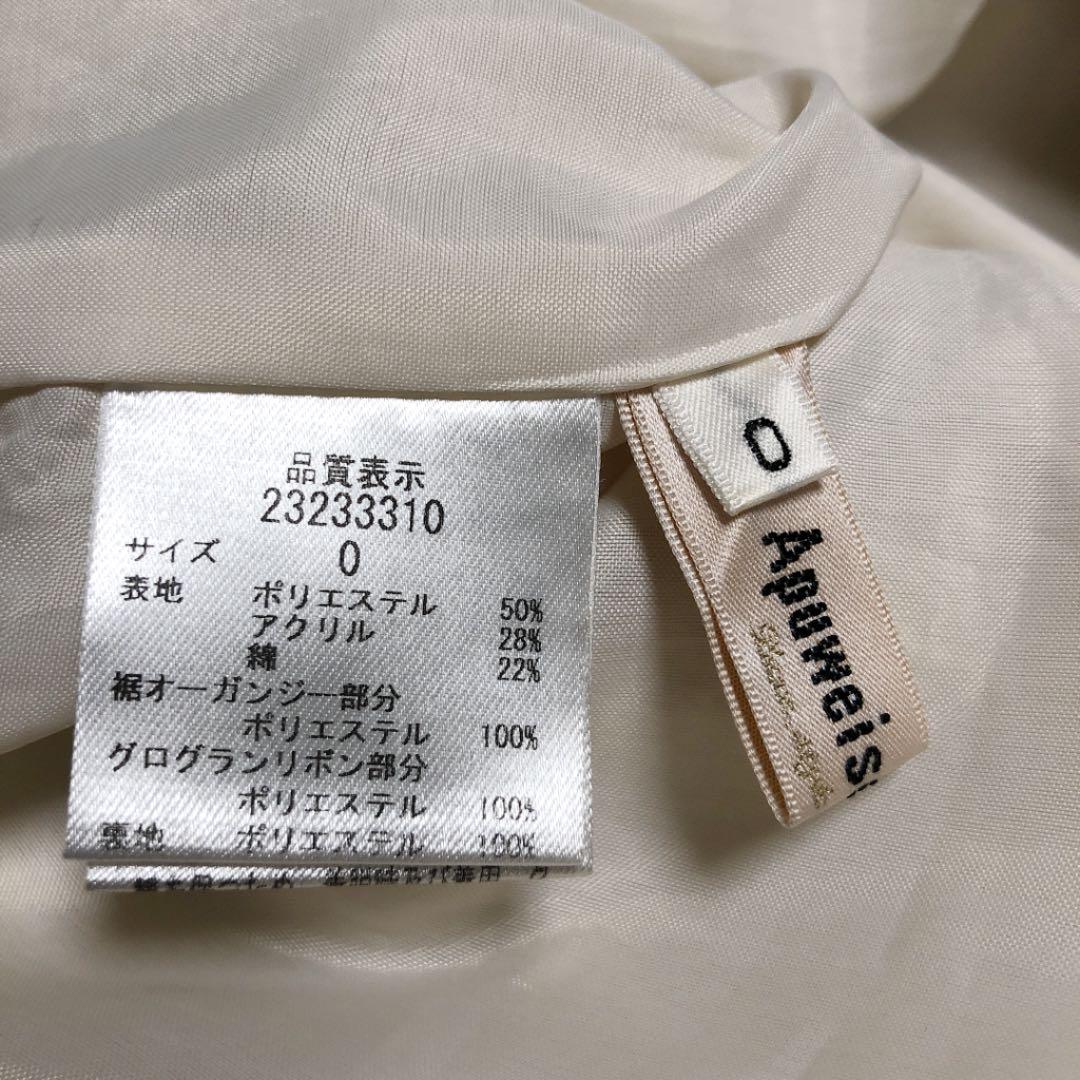 品質表示
23233310
サイズ 0
表地 ポリエステル 50%
アクリル 28%
綿 22%
裾オーガンジー部分
ポリエステル 100%
グログランリボン部分
ポリエステル 100%
裏地 ポリエステル 100%
0
Apuweis